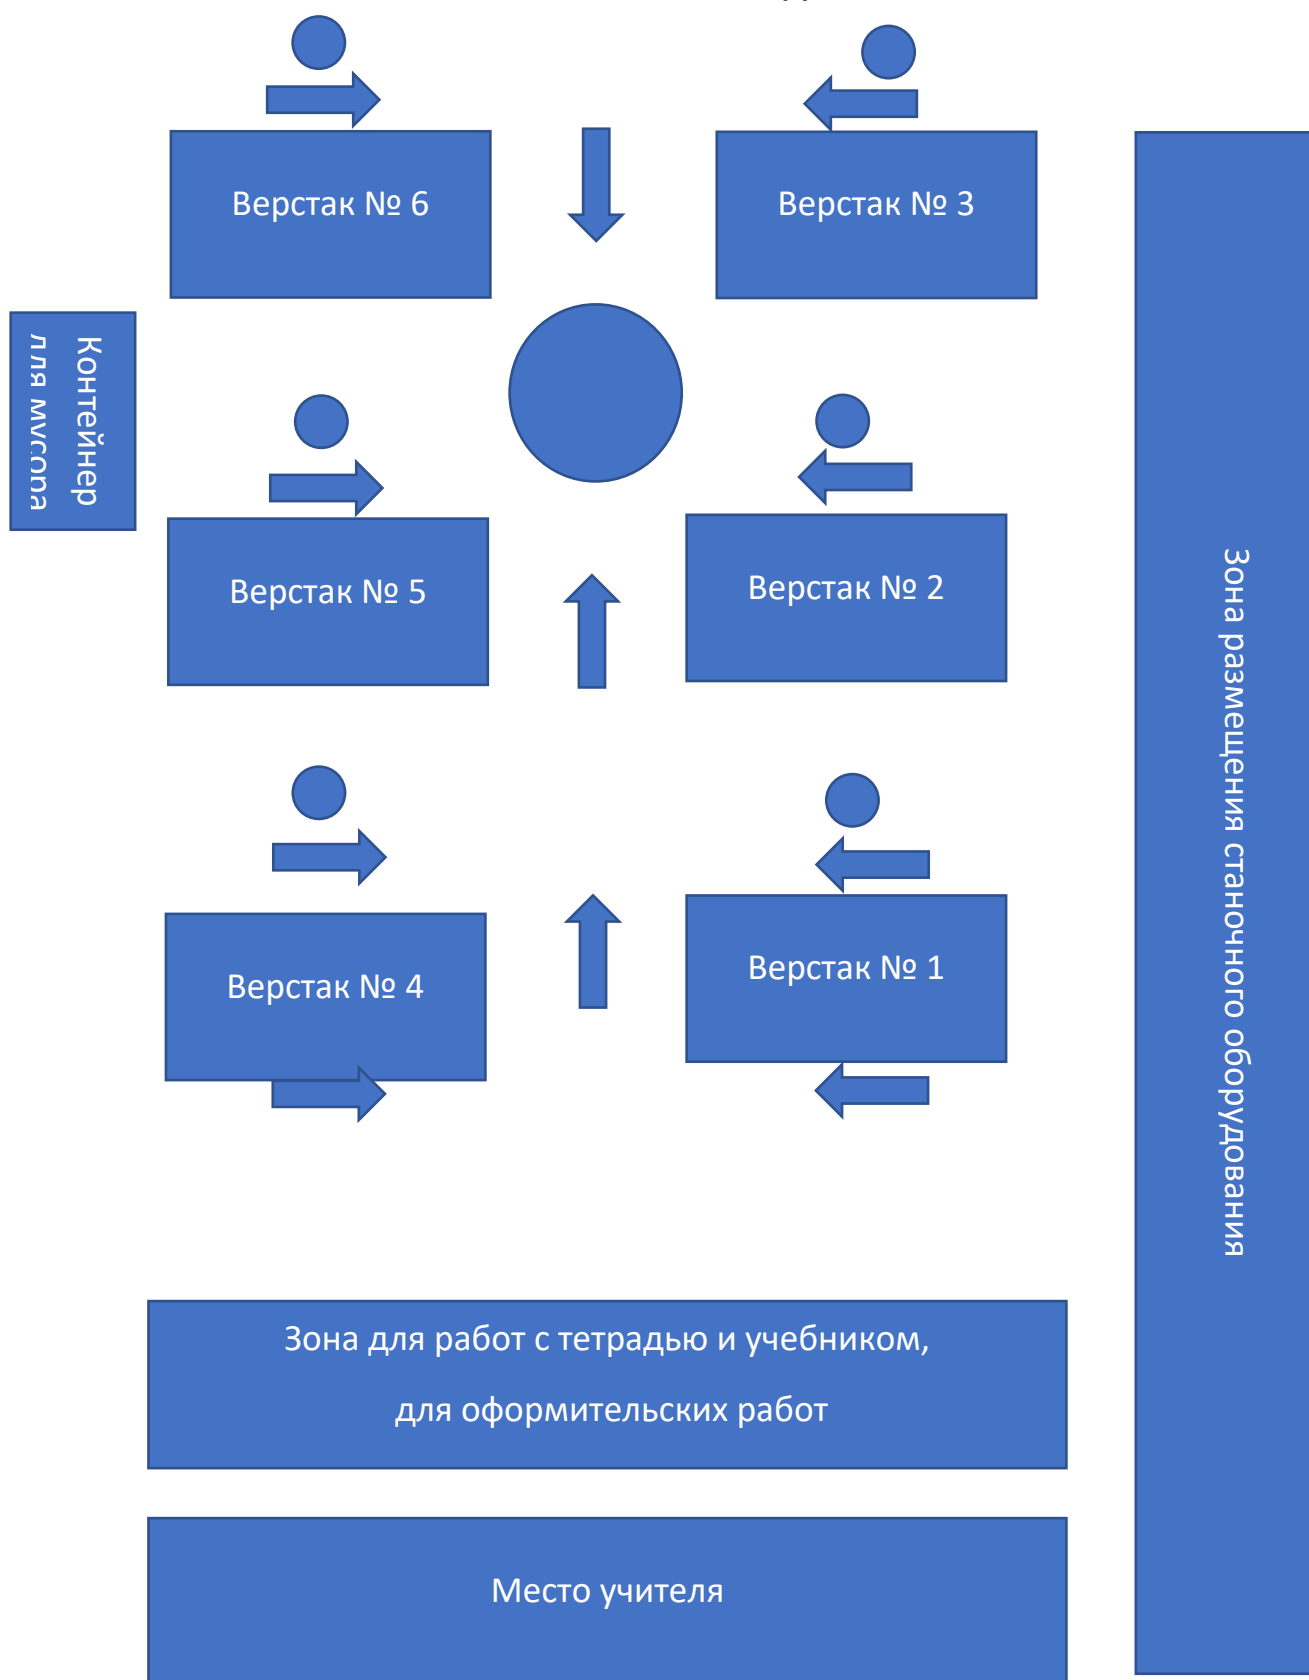 Верстак № 6
Верстак № 3
Контейнер
для мусора
Верстак № 5
Верстак № 2
Зона размещения станочного оборудования
Верстак № 4
Верстак № 1
Зона для работ с тетрадью и учебником,
для оформительских работ
Место учителя